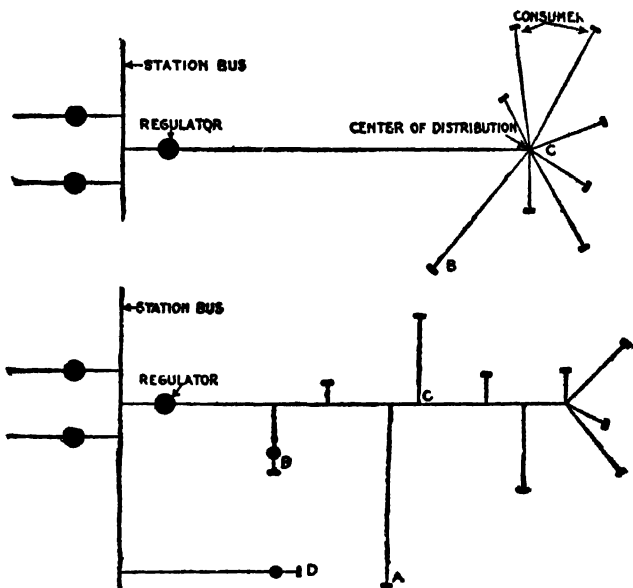 CONSUMER
STATION BUS
REGULATOR
CENTER OF DISTRIBUTION
C
B
STATION BUS
REGULATOR
C
B
D
A